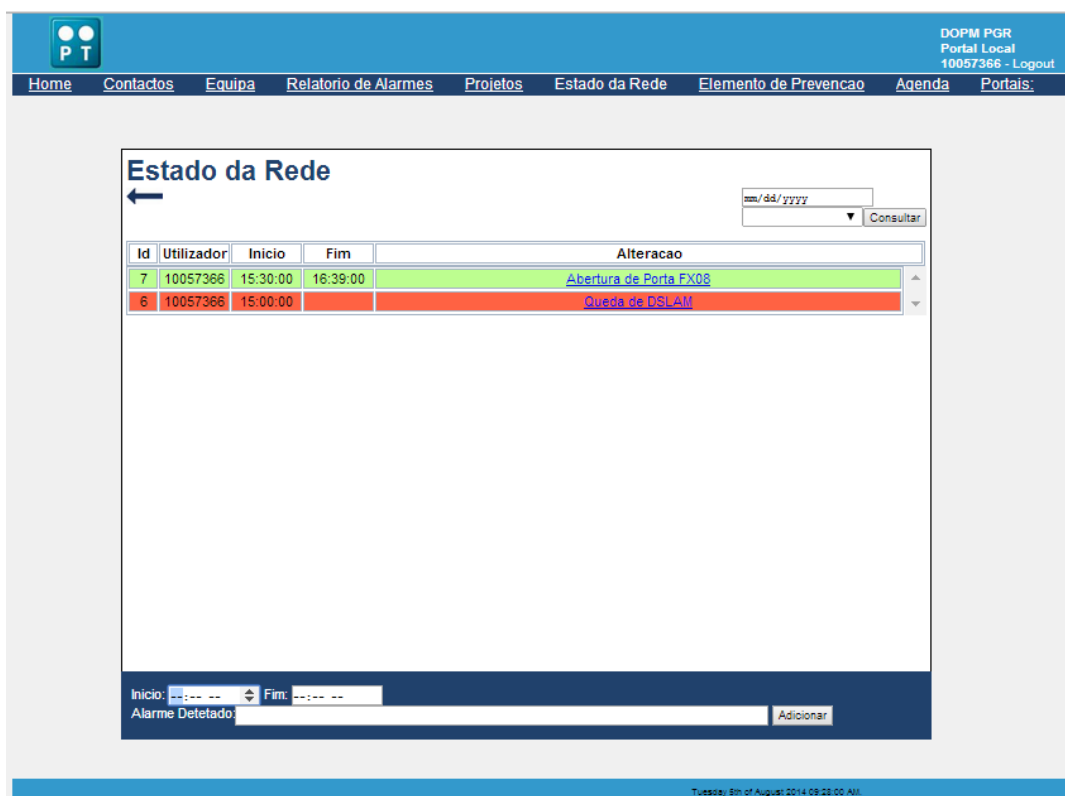 P T
DOPM PGR
Portal Local
10057366 - Logout
Home Contactos Equipa Relatorio de Alarmes Projetos Estado da Rede Elemento de Prevencao Agenda Portais:
Estado da Rede
mm/dd/yyyy
Consultar
Id Utilizador Inicio Fim Alteracao
7 10057366 15:30:00 16:39:00 Abertura de Porta FX08
6 10057366 15:00:00 Queda de DSLAM
Inicio: --:-- -- Fim: --:-- --
Alarme Detetado: Adicionar
Tuesday 5th of August 2014 09:28:00 AM.